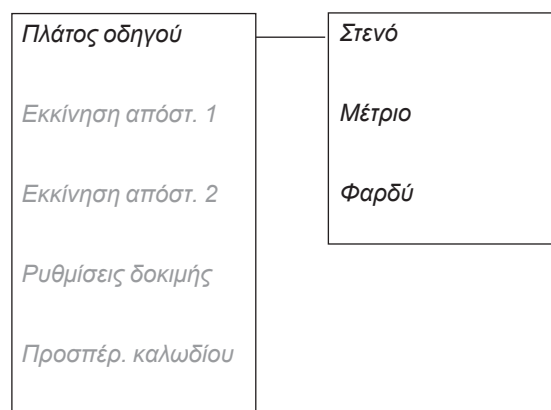 Πλάτος οδηγού
Εκκίνηση απόστ. 1
Εκκίνηση απόστ. 2
Ρυθμίσεις δοκιμής
Προσπέρ. καλωδίου
Στενό
Μέτριο
Φαρδύ